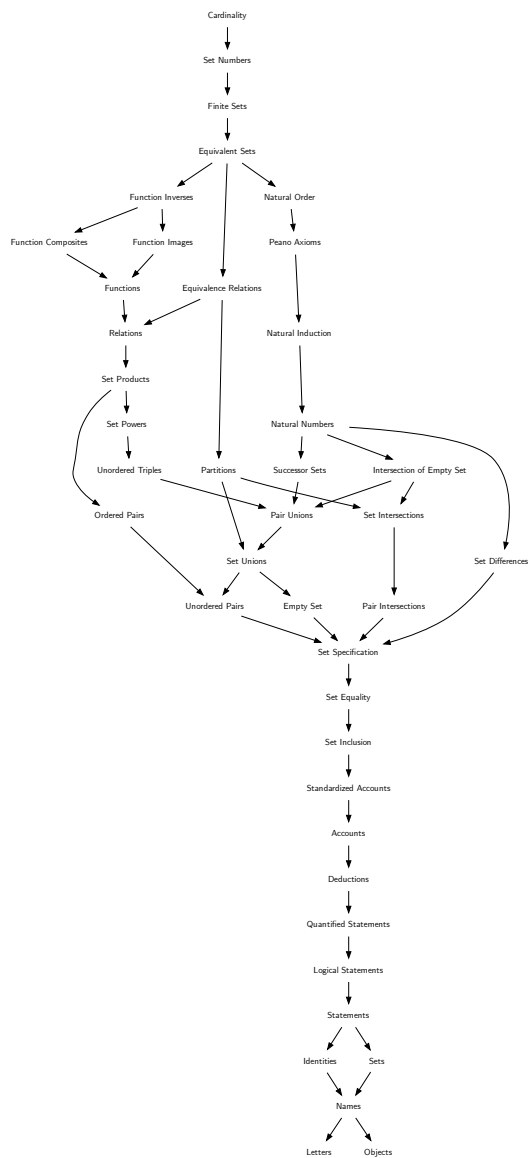 Cardinality
Set Numbers
Finite Sets
Equivalent Sets
Function Inverses
Natural Order
Function Composites
Function Images
Peano Axioms
Functions
Equivalence Relations
Relations
Natural Induction
Set Products
Set Powers
Natural Numbers
Unordered Triples
Partitions
Successor Sets
Intersection of Empty Set
Ordered Pairs
Pair Unions
Set Intersections
Set Unions
Set Differences
Unordered Pairs
Empty Set
Pair Intersections
Set Specification
Set Equality
Set Inclusion
Standardized Accounts
Accounts
Deductions
Quantified Statements
Logical Statements
Statements
Identities
Sets
Names
Letters
Objects